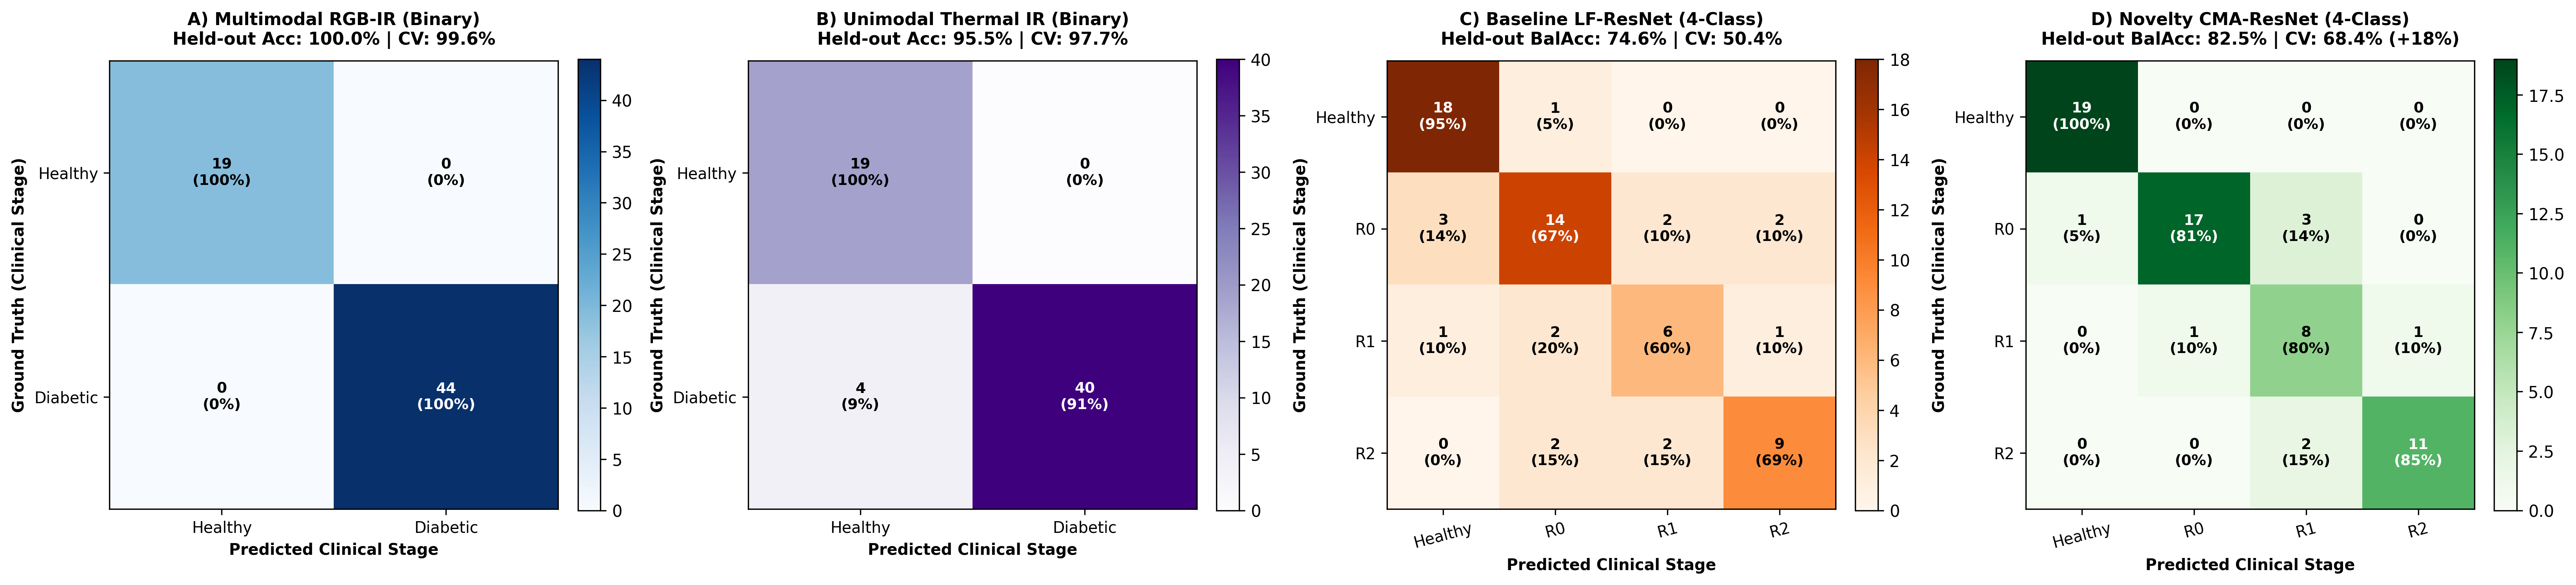 A) Multimodal RGB-IR (Binary)
Held-out Acc: 100.0% | CV: 99.6%
Ground Truth (Clinical Stage)
Healthy
Diabetic
19
(100%)
0
(0%)
0
(0%)
44
(100%)
Healthy
Diabetic
Predicted Clinical Stage
40
35
30
25
20
15
10
5
0
B) Unimodal Thermal IR (Binary)
Held-out Acc: 95.5% | CV: 97.7%
Ground Truth (Clinical Stage)
Healthy
Diabetic
19
(100%)
0
(0%)
4
(9%)
40
(91%)
Healthy
Diabetic
Predicted Clinical Stage
40
35
30
25
20
15
10
5
0
C) Baseline LF-ResNet (4-Class)
Held-out BalAcc: 74.6% | CV: 50.4%
Ground Truth (Clinical Stage)
Healthy
R0
R1
R2
18
(95%)
1
(5%)
0
(0%)
0
(0%)
3
(14%)
14
(67%)
2
(10%)
2
(10%)
1
(10%)
2
(20%)
6
(60%)
1
(10%)
0
(0%)
2
(15%)
2
(15%)
9
(69%)
Healthy
R0
R1
R2
Predicted Clinical Stage
18
16
14
12
10
8
6
4
2
0
D) Novelty CMA-ResNet (4-Class)
Held-out BalAcc: 82.5% | CV: 68.4% (+18%)
Ground Truth (Clinical Stage)
Healthy
R0
R1
R2
19
(100%)
0
(0%)
0
(0%)
0
(0%)
1
(5%)
17
(81%)
3
(14%)
0
(0%)
0
(0%)
1
(10%)
8
(80%)
1
(10%)
0
(0%)
0
(0%)
2
(15%)
11
(85%)
Healthy
R0
R1
R2
Predicted Clinical Stage
17.5
15.0
12.5
10.0
7.5
5.0
2.5
0.0